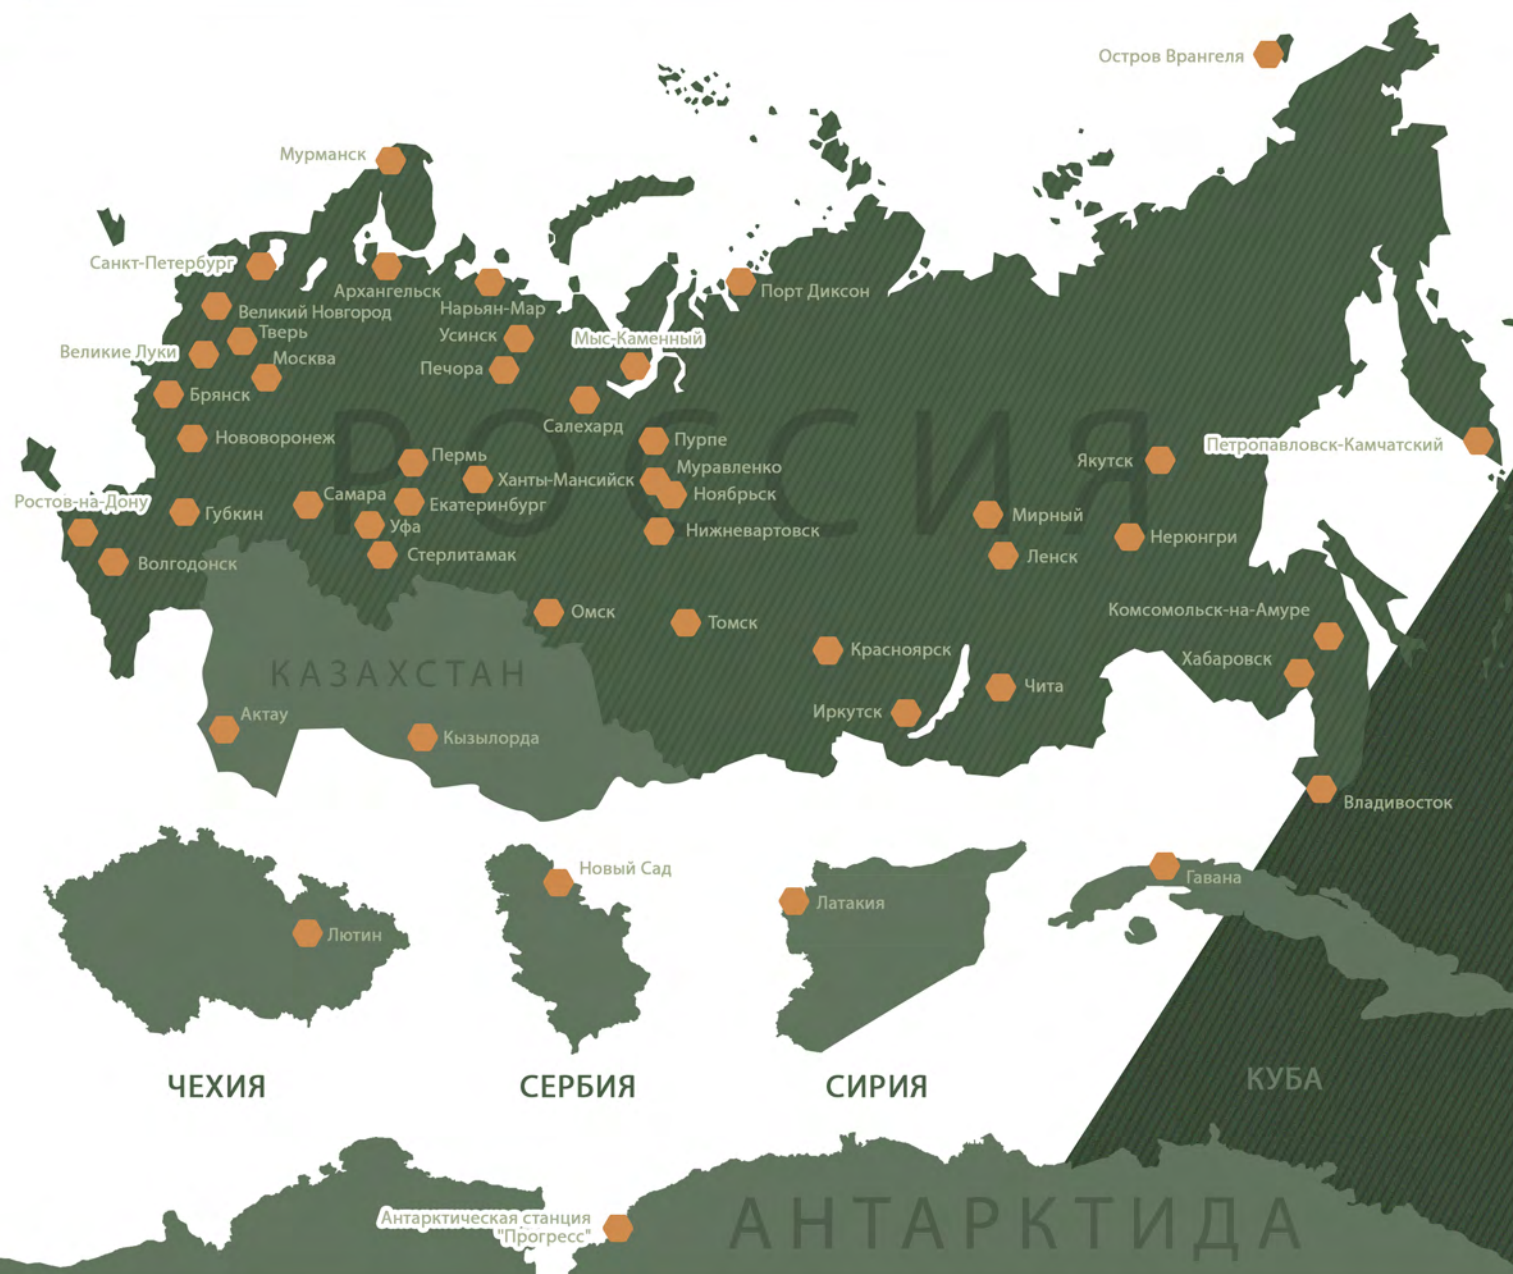 Остров Врангеля
Мурманск
Санкт-Петербург
Архангельск
Нарьян-Мар
Порт Диксон
Великий Новгород
Тверь
Усинск
Мыс-Каменный
Великие Луки
Москва
Печора
Брянск
РОССИЯ
Салехард
Нововоронеж
Пурпе
Петропавловск-Камчатский
Пермь
Муравленко
Якутск
Ханты-Мансийск
Ростов-на-Дону
Самара
Екатеринбург
Ноябрьск
Губкин
Уфа
Мирный
Нижневартовск
Нерюнгри
Волгодонск
Стерлитамак
Ленск
Омск
Томск
Комсомольск-на-Амуре
Красноярск
Хабаровск
КАЗАХСТАН
Чита
Актау
Иркутск
Кызылорда
Владивосток
Новый Сад
Гавана
Латакия
Лютин
ЧЕХИЯ
СЕРБИЯ
СИРИЯ
КУБА
Антарктическая станция
"Прогресс"
АНТАРКТИДА